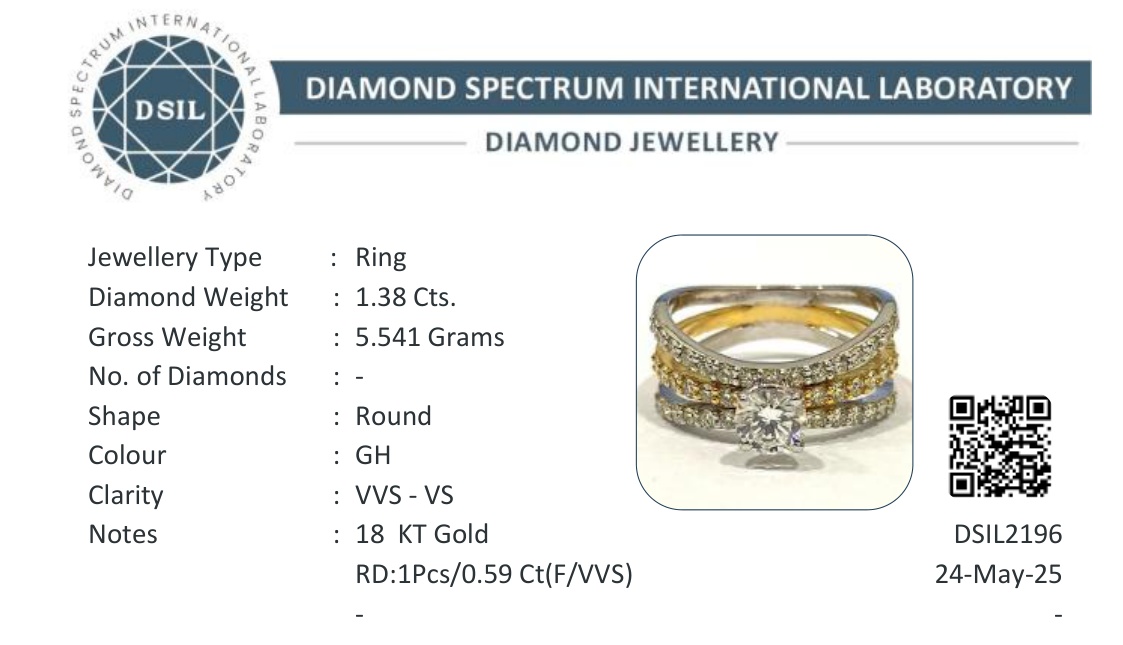 DIAMOND SPECTRUM INTERNATIONAL LABORATORY
DSIL
DIAMOND SPECTRUM INTERNATIONAL LABORATORY
DIAMOND JEWELLERY
Jewellery Type : Ring
Diamond Weight : 1.38 Cts.
Gross Weight : 5.541 Grams
No. of Diamonds : -
Shape : Round
Colour : GH
Clarity : VVS - VS
Notes : 18 KT Gold
DSIL2196
RD:1Pcs/0.59 Ct(F/VVS)
24-May-25
-
-